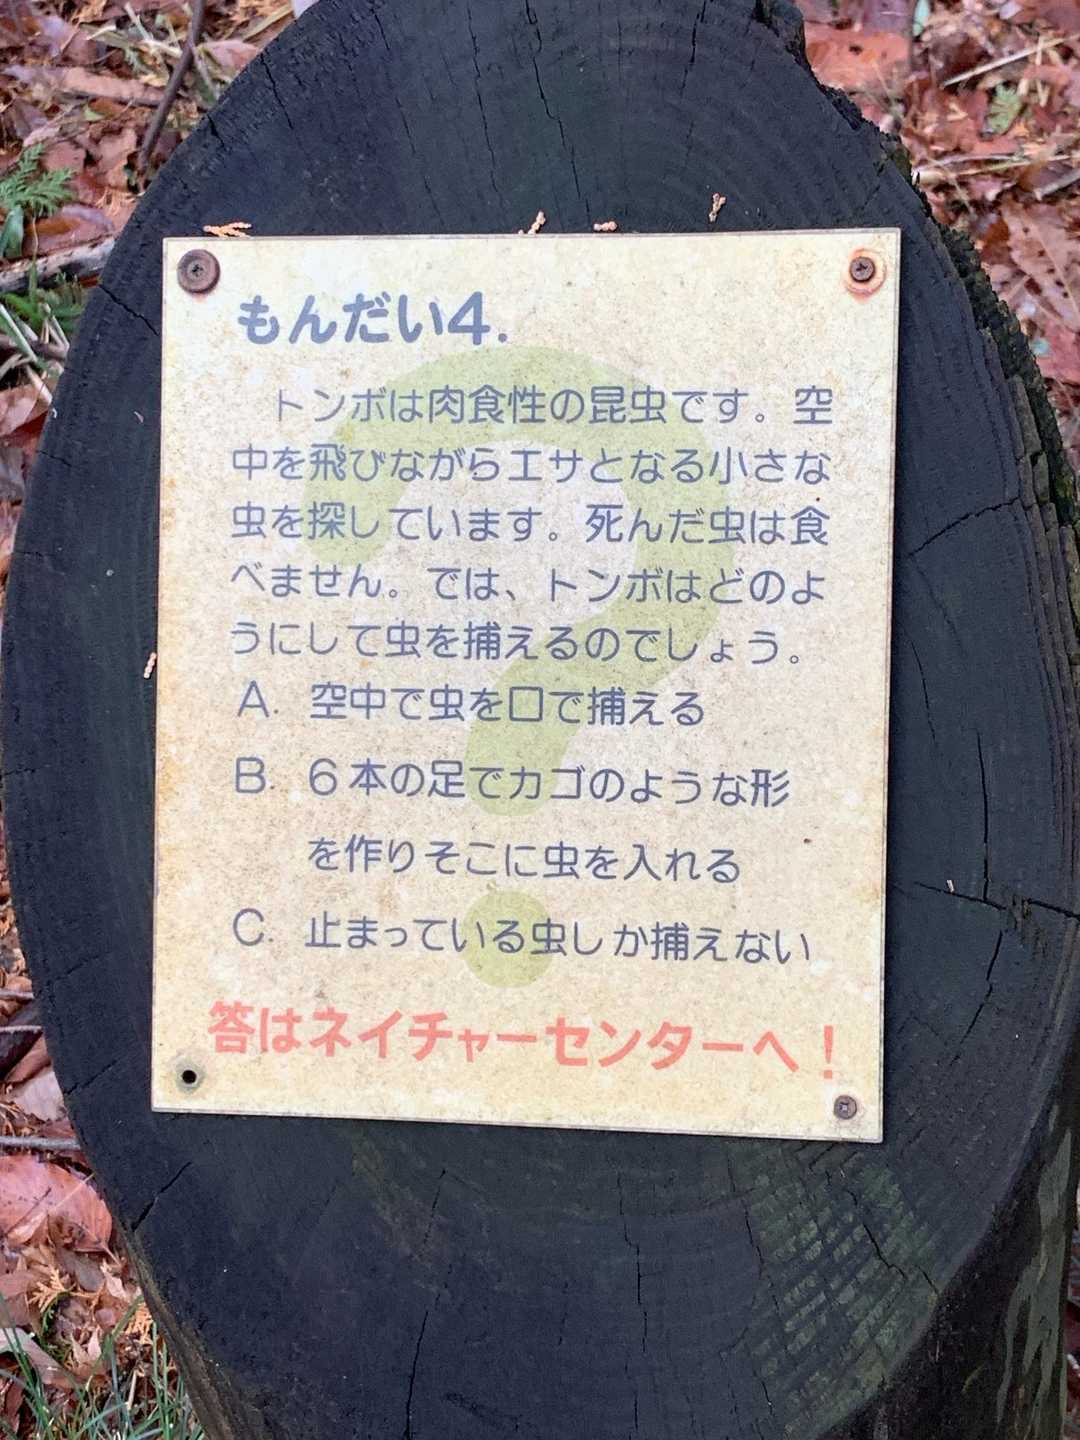 もんだい4.
トンボは肉食性の昆虫です。空
中を飛びながらエサとなる小さな
虫を探しています。死んだ虫は食
べません。では、トンボはどのよ
うにして虫を捕えるのでしょう。
A. 空中で虫を口で捕える
B. 6本の足でカゴのような形
を作りそこに虫を入れる
C. 止まっている虫しか捕えない
答はネイチャーセンターへ！